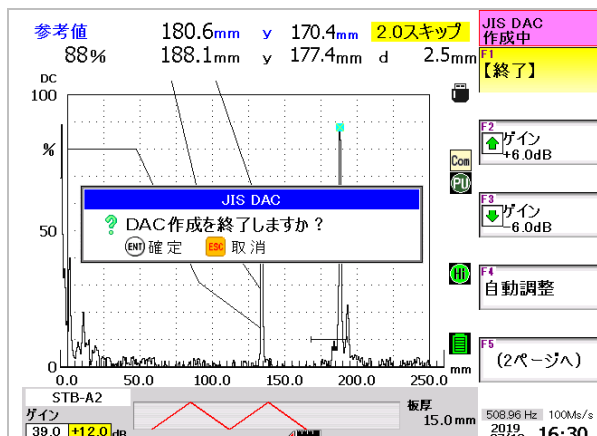 参考値 180.6mm y 170.4mm 2.0スキップ
88% 188.1mm y 177.4mm d 2.5mm
JIS DAC
作成中
F1
【終了】
F2
ゲイン
+6.0dB
F3
ゲイン
-6.0dB
F4
自動調整
F5
(2ページへ)
DC
100
%
50
0
0.0 50.0 100.0 150.0 200.0 250.0
mm
Com
PU
Hi
JIS DAC
? DAC作成を終了しますか?
ENT 確定 ESC 取消
STB-A2
ゲイン
39.0 +12.0 dB
板厚
15.0mm
508.96 Hz 100Ms/s
2019
16:30